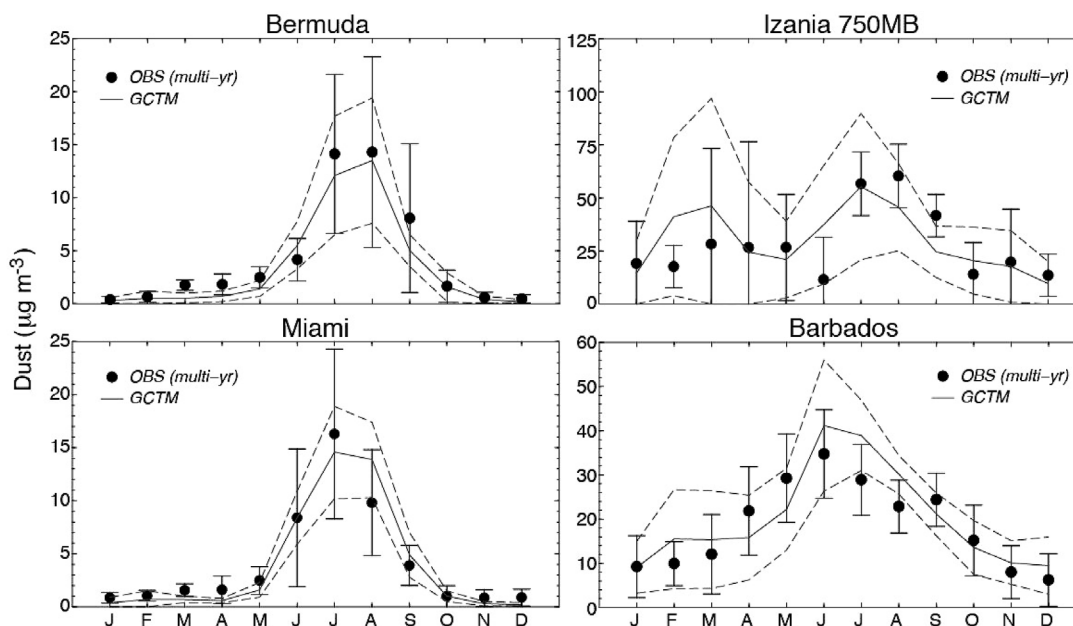 Bermuda
25
20
15
10
5
0
OBS (multi-yr)
GCTM
Izania 750MB
125
100
75
50
25
0
OBS (multi-yr)
GCTM
Dust (µg m⁻³)
Miami
25
20
15
10
5
0
OBS (multi-yr)
GCTM
J F M A M J J A S O N D
Barbados
60
50
40
30
20
10
0
OBS (multi-yr)
GCTM
J F M A M J J A S O N D